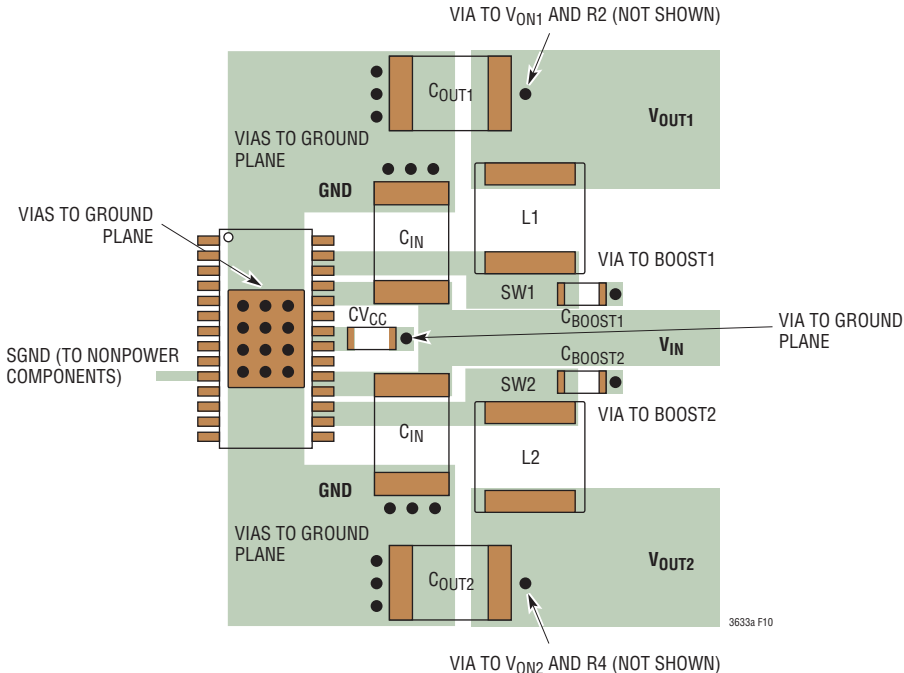 VIA TO VON1 AND R2 (NOT SHOWN)
COUT1
VOUT1
VIAS TO GROUND
PLANE
GND
VIAS TO GROUND
PLANE
CIN
L1
VIA TO BOOST1
SW1
CBOOST1
CVCC
VIA TO GROUND
PLANE
VIN
SGND (TO NONPOWER
COMPONENTS)
CBOOST2
SW2
VIA TO BOOST2
CIN
L2
GND
VIAS TO GROUND
PLANE
COUT2
VOUT2
3633a F10
VIA TO VON2 AND R4 (NOT SHOWN)